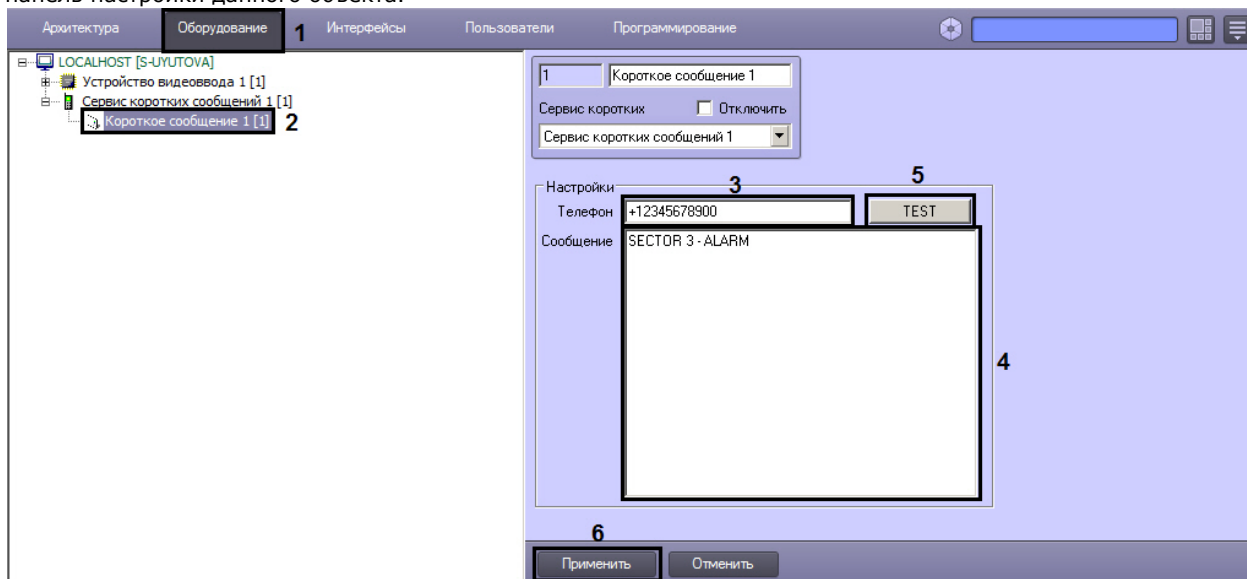 панель настройки данного объекта.
Архитектура Оборудование 1 Интерфейсы Пользователи Программирование
LOCALHOST [S-UYUTOVA]
Устройство видеоввода 1 [1]
Сервис коротких сообщений 1 [1]
Короткое сообщение 1 [1] 2
1 Короткое сообщение 1
Сервис коротких Отключить
Сервис коротких сообщений 1
Настройки 3 5
Телефон +12345678900 TEST
Сообщение SECTOR 3 - ALARM
4
6
Применить Отменить